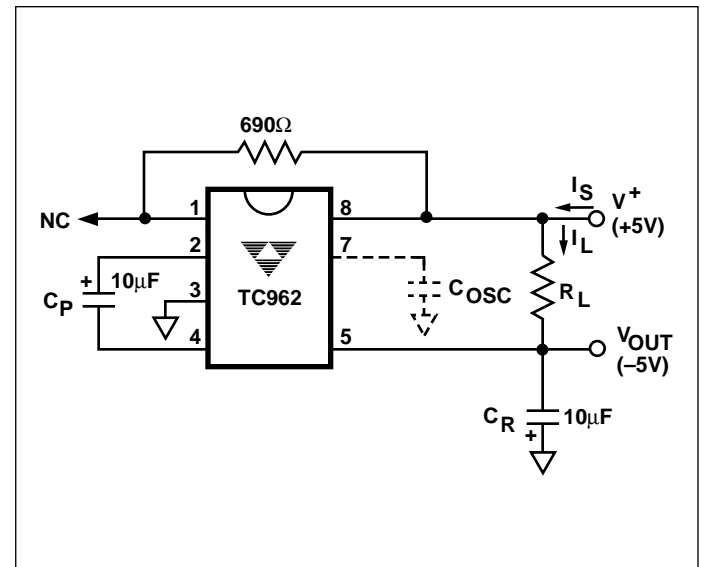 690Ω
NC
1
8
I_S
V+
(+5V)
2
7
I_L
+
10µF
C_P
3
TC962
C_OSC
R_L
4
5
V_OUT
(–5V)
C_R
10µF
+